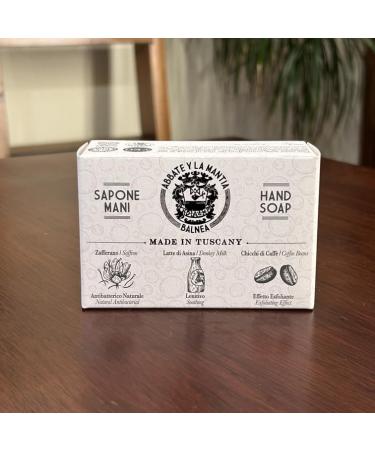 ABBATE Y LA MANTIA
BALNEA
SAPONE
MANI
HAND
SOAP
MADE IN TUSCANY
Zafferano / Saffron
Latte di Asina / Donkey Milk
Chicchi di Caffè / Coffee Beans
Antibatterico Naturale
Natural Antibacterial
Lenitivo
Soothing
Effetto Esfoliante
Exfoliating Effect